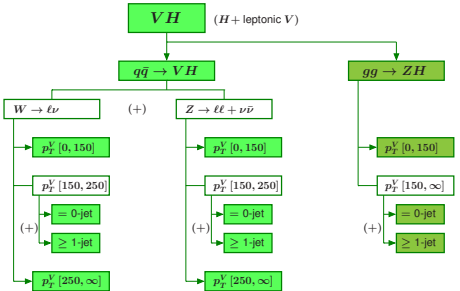 VH (H+ leptonic V)
qq̄ → VH gg → ZH
W → ℓν (+) Z → ℓℓ + νν̄
p_T^V [0, 150] p_T^V [0, 150] p_T^V [0, 150]
p_T^V [150, 250] p_T^V [150, 250] p_T^V [150, ∞]
= 0-jet = 0-jet = 0-jet
(+) (+) (+)
≥ 1-jet ≥ 1-jet ≥ 1-jet
p_T^V [250, ∞] p_T^V [250, ∞]